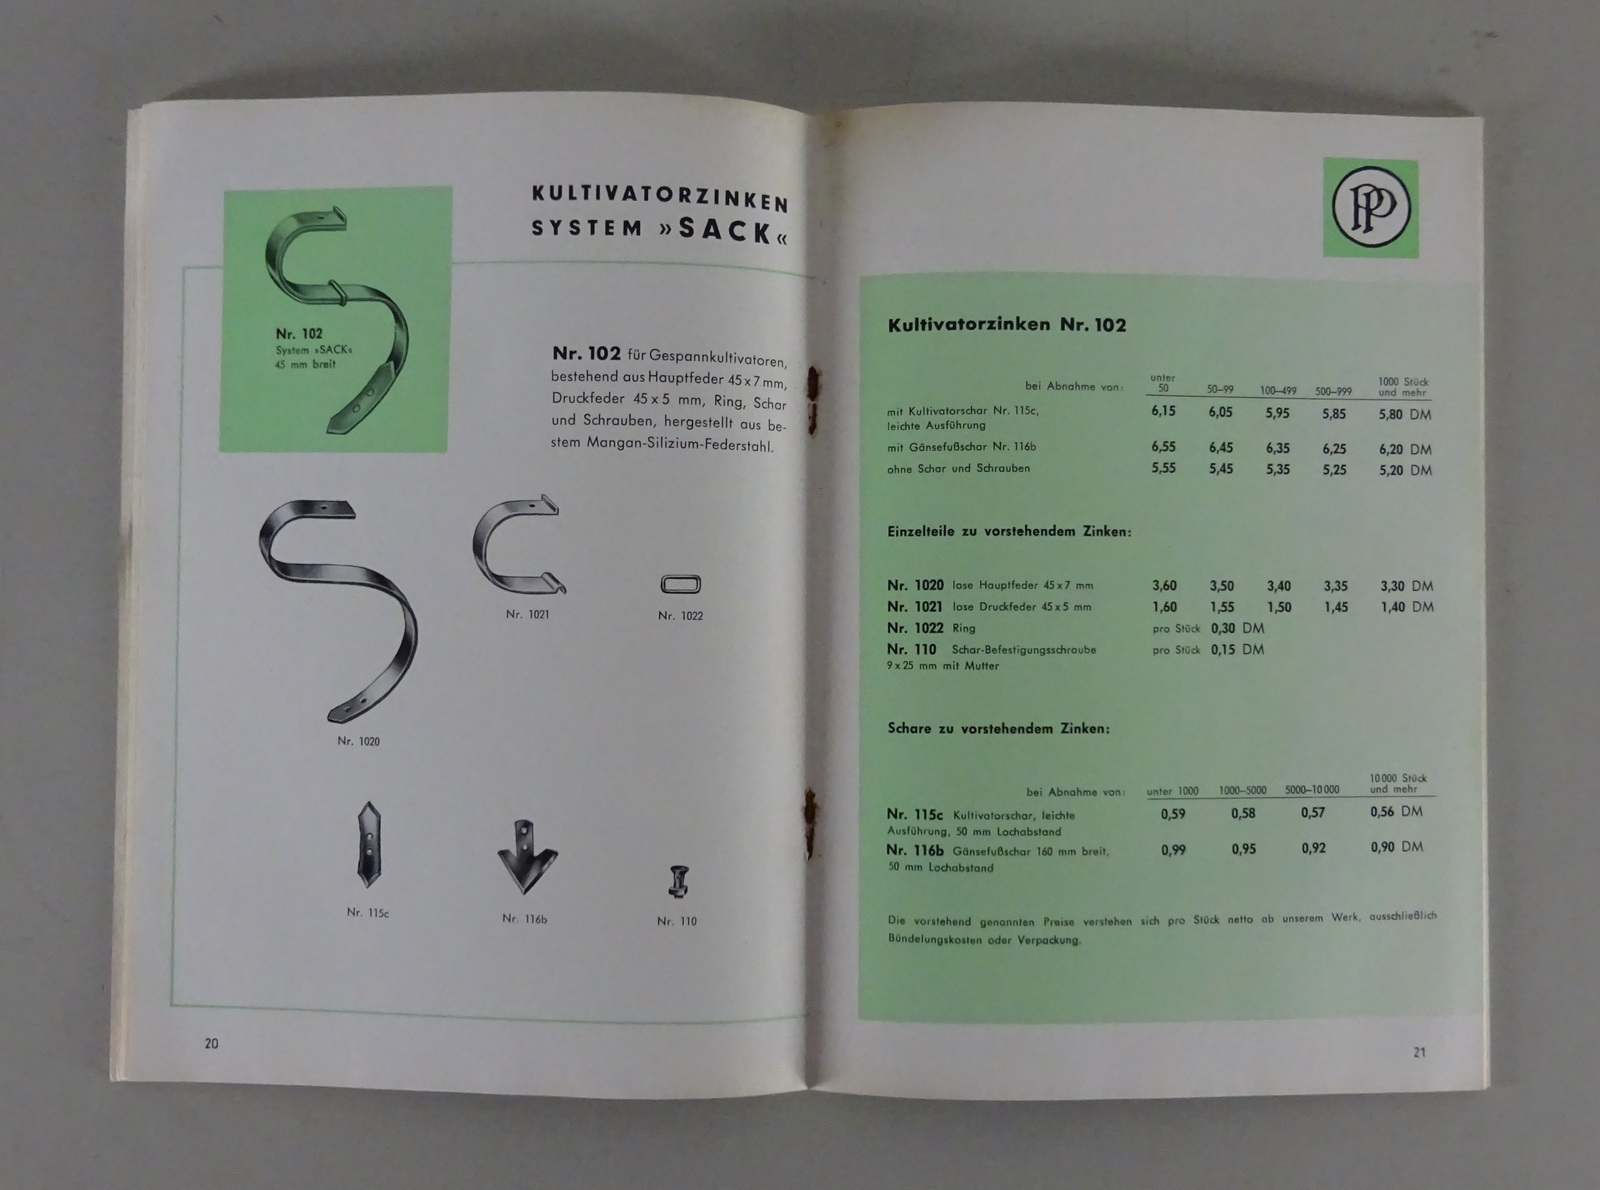 KULTIVATORZINKEN
SYSTEM »SACK«
Nr. 102
System »SACK«
45 mm breit
Nr. 102 für Gespannkultivatoren,
bestehend aus Hauptfeder 45x7 mm,
Druckfeder 45x5 mm, Ring, Schar
und Schrauben, hergestellt aus be-
stem Mangan-Silizium-Federstahl.
Nr. 1021
Nr. 1022
Nr. 1020
Nr. 115c
Nr. 116b
Nr. 110
20
PP
Kultivatorzinken Nr. 102
bei Abnahme von: unter 50 50–99 100–499 500–999 1000 Stück und mehr
mit Kultivatorschar Nr. 115c, 6,15 6,05 5,95 5,85 5,80 DM
leichte Ausführung
mit Gänsefußschar Nr. 116b 6,55 6,45 6,35 6,25 6,20 DM
ohne Schar und Schrauben 5,55 5,45 5,35 5,25 5,20 DM
Einzelteile zu vorstehendem Zinken:
Nr. 1020 lose Hauptfeder 45x7 mm 3,60 3,50 3,40 3,35 3,30 DM
Nr. 1021 lose Druckfeder 45x5 mm 1,60 1,55 1,50 1,45 1,40 DM
Nr. 1022 Ring pro Stück 0,30 DM
Nr. 110 Schar-Befestigungsschraube pro Stück 0,15 DM
9x25 mm mit Mutter
Schare zu vorstehendem Zinken:
bei Abnahme von: unter 1000 1000–5000 5000–10 000 10 000 Stück und mehr
Nr. 115c Kultivatorschar, leichte 0,59 0,58 0,57 0,56 DM
Ausführung, 50 mm Lochabstand
Nr. 116b Gänsefußschar 160 mm breit, 0,99 0,95 0,92 0,90 DM
50 mm Lochabstand
Die vorstehend genannten Preise verstehen sich pro Stück netto ab unserem Werk, ausschließlich
Bündelungskosten oder Verpackung.
21